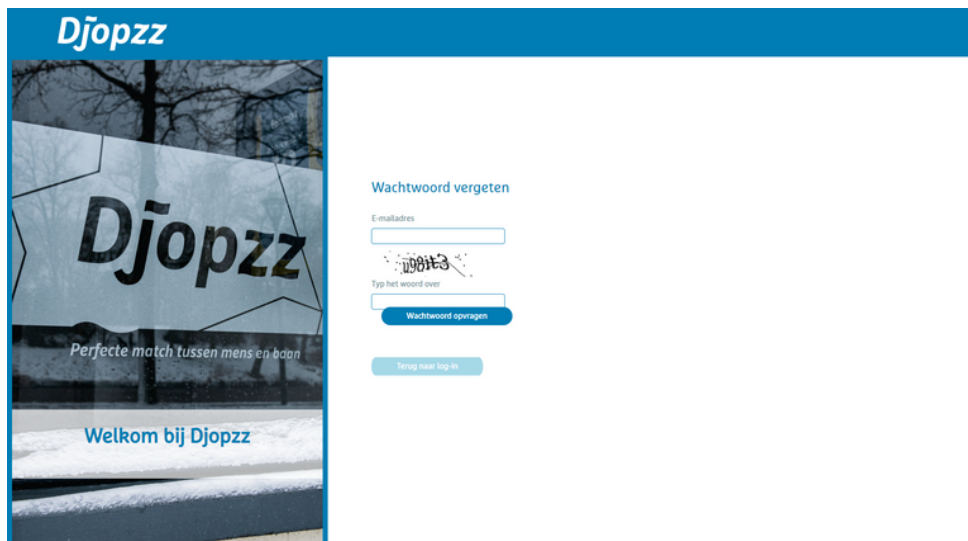 Djopzz
Djopzz
Perfecte match tussen mens en baan
Welkom bij Djopzz
Wachtwoord vergeten
E-mailadres
Typ het woord over
Wachtwoord opvragen
Terug naar log-in